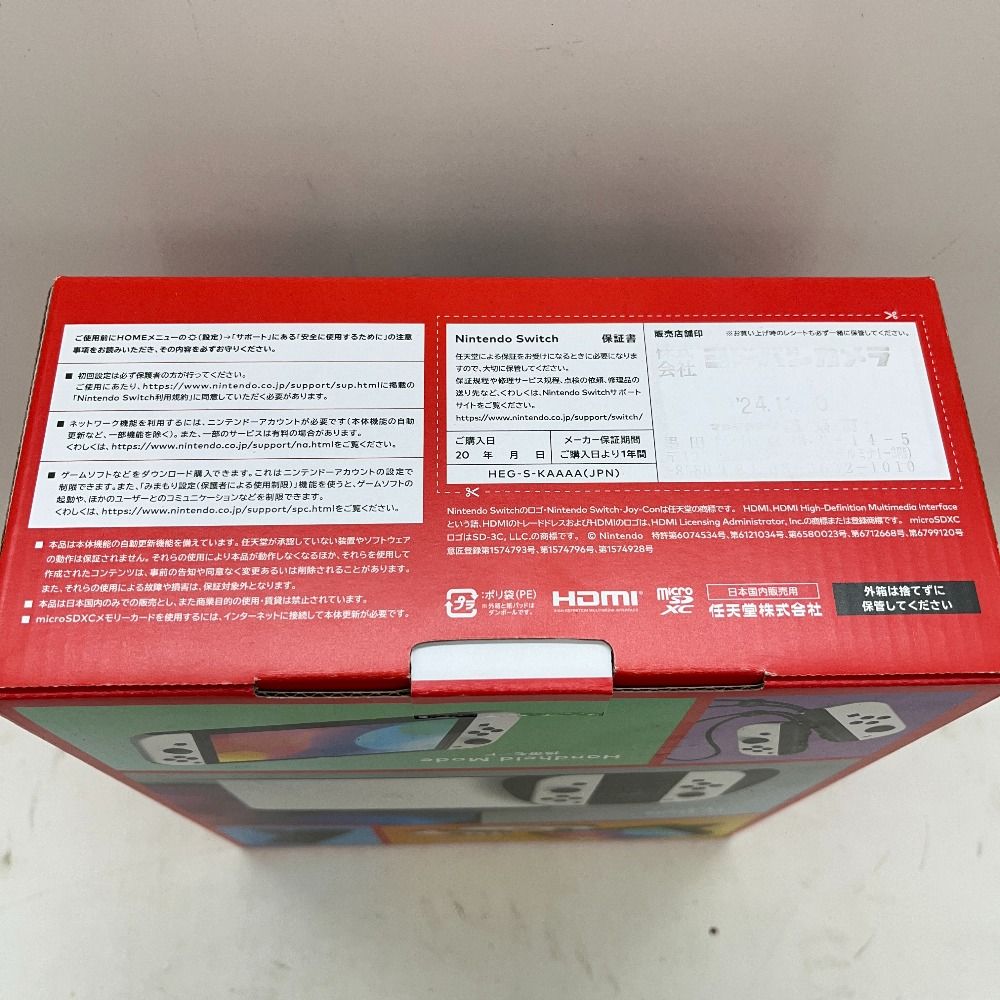 ご使用前にHOMEメニューの(設定)→「サポート」にある「安全に使用するために」の注意
事項をお読みいただき、その内容を必ずお守りください。
■ 初回設定は必ず保護者の方が行ってください。
ご使用にあたり、https://www.nintendo.co.jp/support/sup.htmlに掲載の
「Nintendo Switch利用規約」に同意していただく必要があります。
■ ネットワーク機能を利用するには、ニンテンドーアカウントが必要です(本体機能の自動
更新など、一部機能を除く)。また、一部のサービスは有料の場合があります。
くわしくは、https://www.nintendo.co.jp/support/na.htmlをご覧ください。
■ ゲームソフトなどをダウンロード購入できます。これはニンテンドーアカウントの設定で
制限できます。また、「みまもり設定(保護者による使用制限)」機能を使うと、ゲームソフトの
起動や、ほかのユーザーとのコミュニケーションなどを制限できます。
くわしくは、https://www.nintendo.co.jp/support/spc.htmlをご覧ください。
■ 本品は本体機能の自動更新機能を備えています。任天堂が承認していない装置やソフトウェア
の動作は保証されません。それらの使用により本品が動作しなくなるほか、それらを使用して
作成されたコンテンツは、事前の告知や同意なく変更あるいは削除されることがあります。
また、それらの使用による故障や損害は、保証対象外となります。
■ 本品は日本国内のみでの販売とし、また商業目的の使用・賃貸は禁止されています。
■ microSDXCメモリーカードを使用するには、インターネットに接続して本体更新が必要です。
Nintendo Switch 保証書
任天堂による保証をお受けになるときに必要になりま
すので、大切に保管してください。
保証規程や修理サービス規程、点検の依頼、修理品の
送り先など、くわしくは、Nintendo Switchサポート
サイトをご覧ください。
https://www.nintendo.co.jp/support/switch/
ご購入日 メーカー保証期間
20 年 月 日 ご購入日より1年間
HEG-S-KAAAA(JPN)
販売店舗印 ※お買い上げ時のレシートも必ず一緒に保管してください。
会社
'24.1
4-5
2-1010
Nintendo Switchのロゴ・Nintendo Switch・Joy-Conは任天堂の商標です。 HDMI、HDMI High-Definition Multimedia Interface
という語、HDMIのトレードドレスおよびHDMIのロゴは、HDMI Licensing Administrator, Inc.の商標または登録商標です。 microSDXC
ロゴはSD-3C, LLC.の商標です。 © Nintendo 特許第6074534号、第6121034号、第6580023号、第6712668号、第6799120号
意匠登録第1574793号、第1574796号、第1574928号
プラ
:ポリ袋(PE)
※外箱と紙パッドは
ダンボールです。
HDMI
HIGH-DEFINITION MULTIMEDIA INTERFACE
micro
SD
XC
日本国内販売用
任天堂株式会社
外箱は捨てずに
保管してください
携帯モード
Handheld Mode